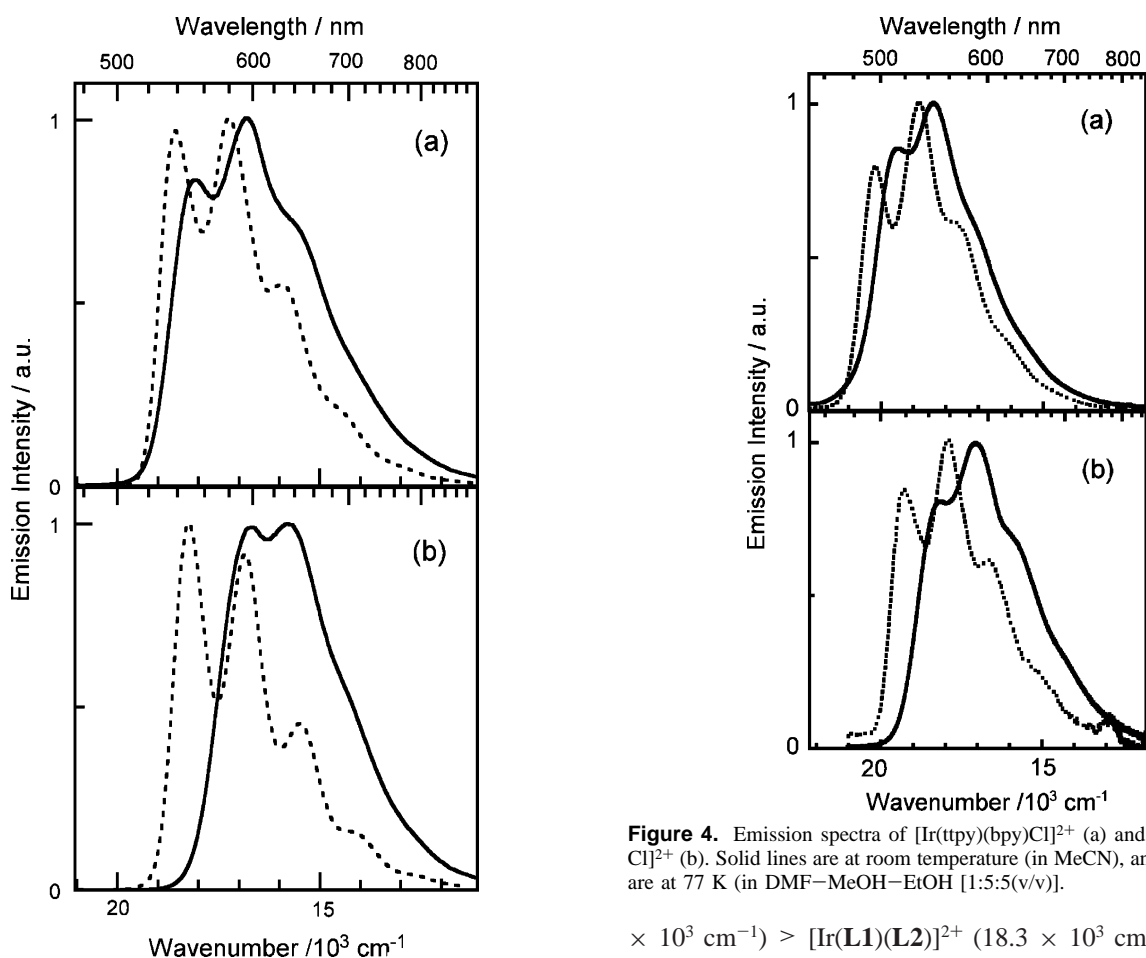 Wavelength / nm
500 600 700 800
(a)
1
0
(b)
1
0
Emission Intensity / a.u.
20 15
Wavenumber /10³ cm⁻¹
Wavelength / nm
500 600 700 800
(a)
1
0
(b)
1
0
Emission Intensity / a.u.
20 15
Wavenumber /10³ cm⁻¹
Figure 4. Emission spectra of [Ir(ttpy)(bpy)Cl]²⁺ (a) and
Cl]²⁺ (b). Solid lines are at room temperature (in MeCN), an
are at 77 K (in DMF−MeOH−EtOH [1:5:5(v/v)].
× 10³ cm⁻¹) > [Ir(L1)(L2)]²⁺ (18.3 × 10³ cm